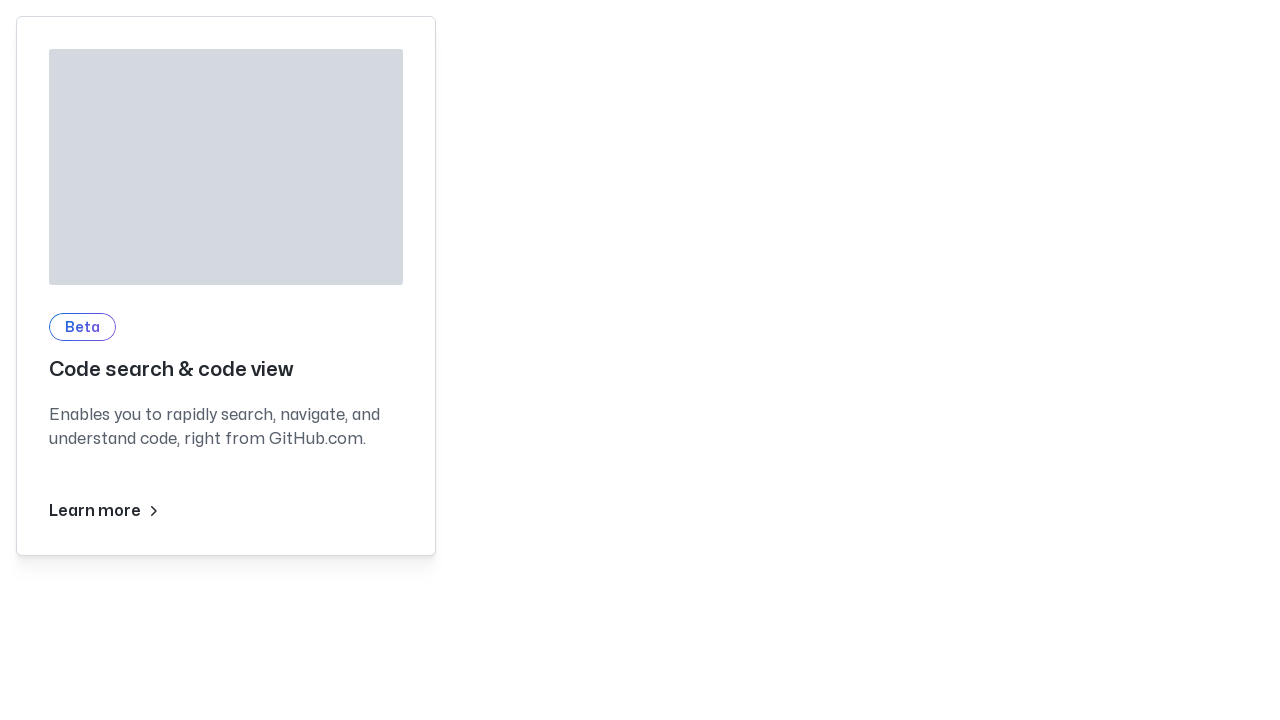 Beta
Code search & code view
Enables you to rapidly search, navigate, and
understand code, right from GitHub.com.
Learn more